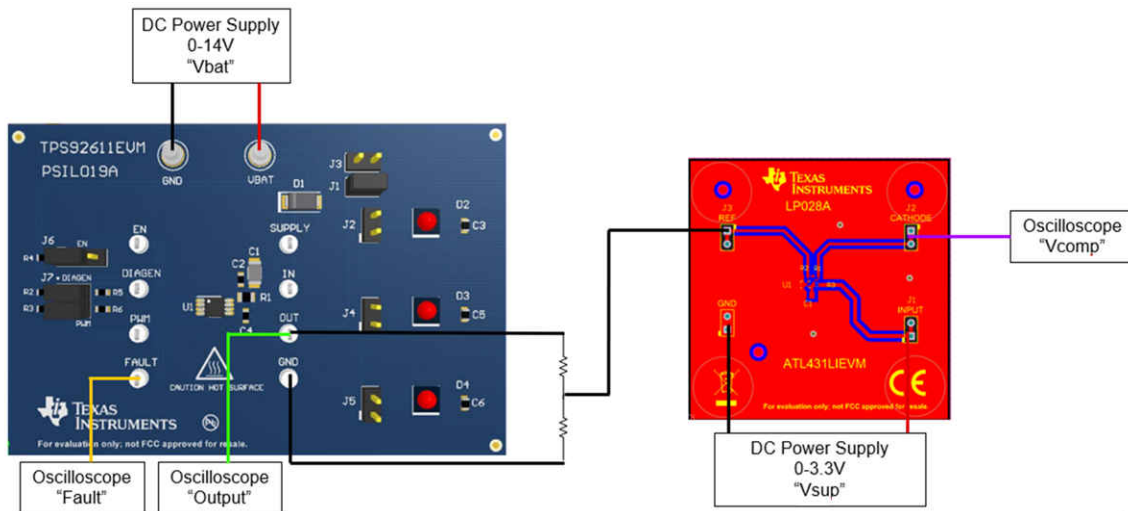 DC Power Supply
0-14V
“Vbat”
TPS92611EVM
PSIL019A
GND
VBAT
J3
J1
D1
J2
D2
C3
SUPPLY
EN
J6
EN
R4
DIAGEN
J7
DIAGEN
R2
R5
R3
R6
PWM
PWM
C1
C2
IN
R1
U1
C4
OUT
J4
D3
C5
FAULT
GND
CAUTION HOT SURFACE
J5
D4
C6
TEXAS
INSTRUMENTS
Pb
For evaluation only; not FCC approved for resale.
Oscilloscope
“Fault”
Oscilloscope
“Output”
TEXAS
INSTRUMENTS
LP028A
J3
REF
J2
CATHODE
U1
GND
J1
INPUT
ATL431LIEVM
CE
For evaluation only; not FCC approved for resale.
Oscilloscope
“Vcomp”
DC Power Supply
0-3.3V
“Vsup”